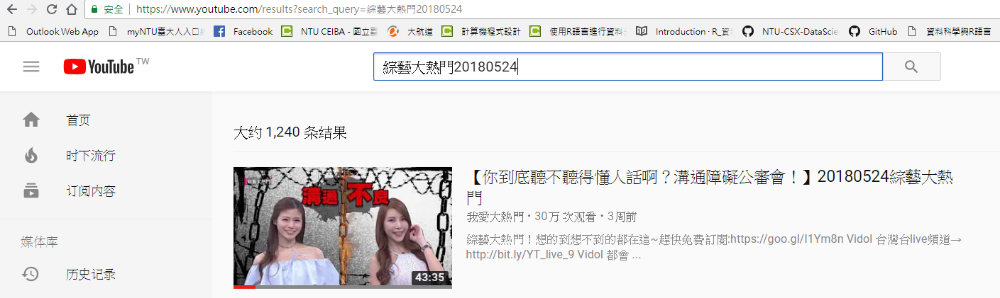 安全 https://www.youtube.com/results?search_query=綜藝大熱門20180524
Outlook Web App myNTU臺大人入口 Facebook NTU CEIBA - 國立臺 大航道 計算機程式設計 使用R語言進行資料 Introduction · R_資 NTU-CSX-DataScie GitHub 資料科學與R語言
YouTube TW
綜藝大熱門20180524
首页
时下流行
订阅内容
媒体库
历史记录
大约 1,240 条结果
溝通不良
43:35
【你到底聽不聽得懂人話啊？溝通障礙公審會！】20180524綜藝大熱
門
我愛大熱門 • 30万 次观看 • 3周前
綜藝大熱門！想的到想不到的都在這~趕快免費訂閱:https://goo.gl/I1Ym8n Vidol 台灣台live頻道→
http://bit.ly/YT_live_9 Vidol 都會 ...